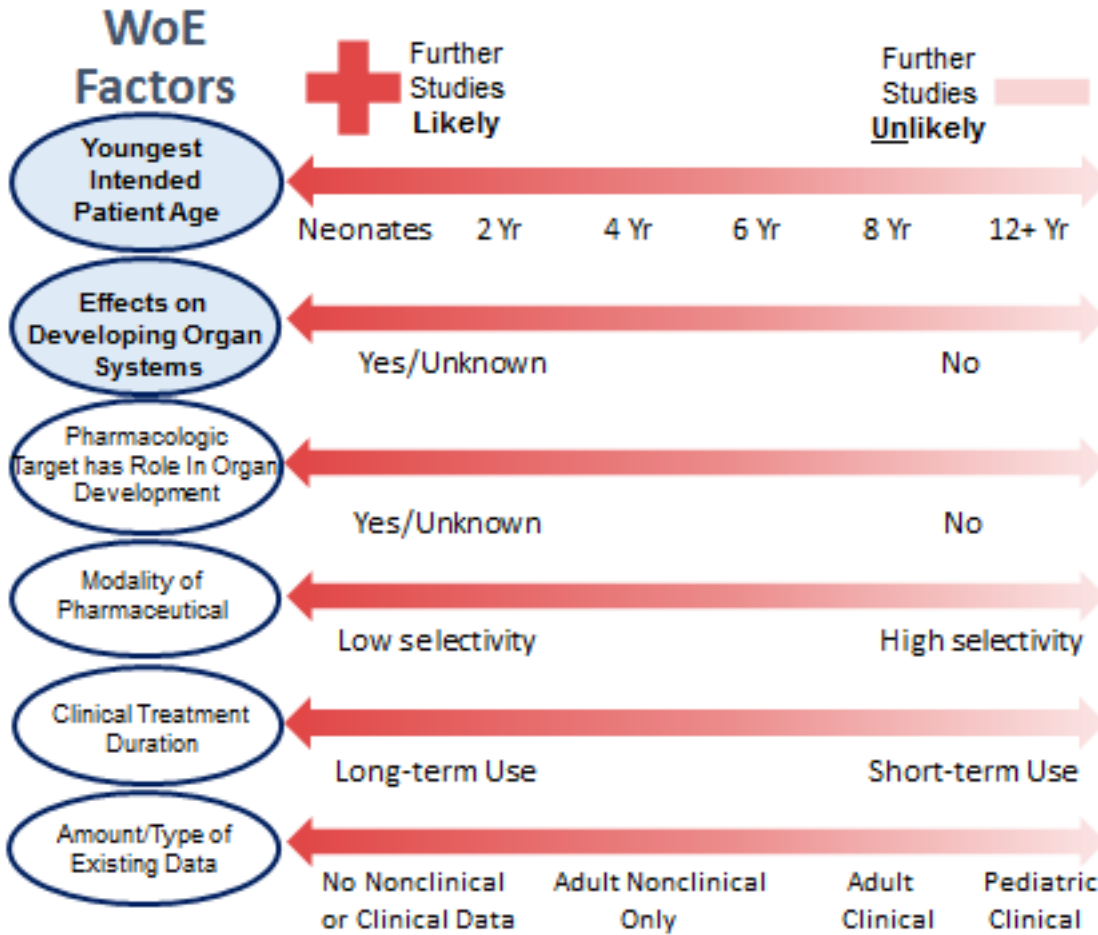 WoE
Factors
Further
Studies
Likely
Further
Studies
Unlikely
Youngest
Intended
Patient Age
Neonates 2 Yr 4 Yr 6 Yr 8 Yr 12+ Yr
Effects on
Developing Organ
Systems
Yes/Unknown No
Pharmacologic
Target has Role In Organ
Development
Yes/Unknown No
Modality of
Pharmaceutical
Low selectivity High selectivity
Clinical Treatment
Duration
Long-term Use Short-term Use
Amount/Type of
Existing Data
No Nonclinical
or Clinical Data
Adult Nonclinical
Only
Adult
Clinical
Pediatric
Clinical